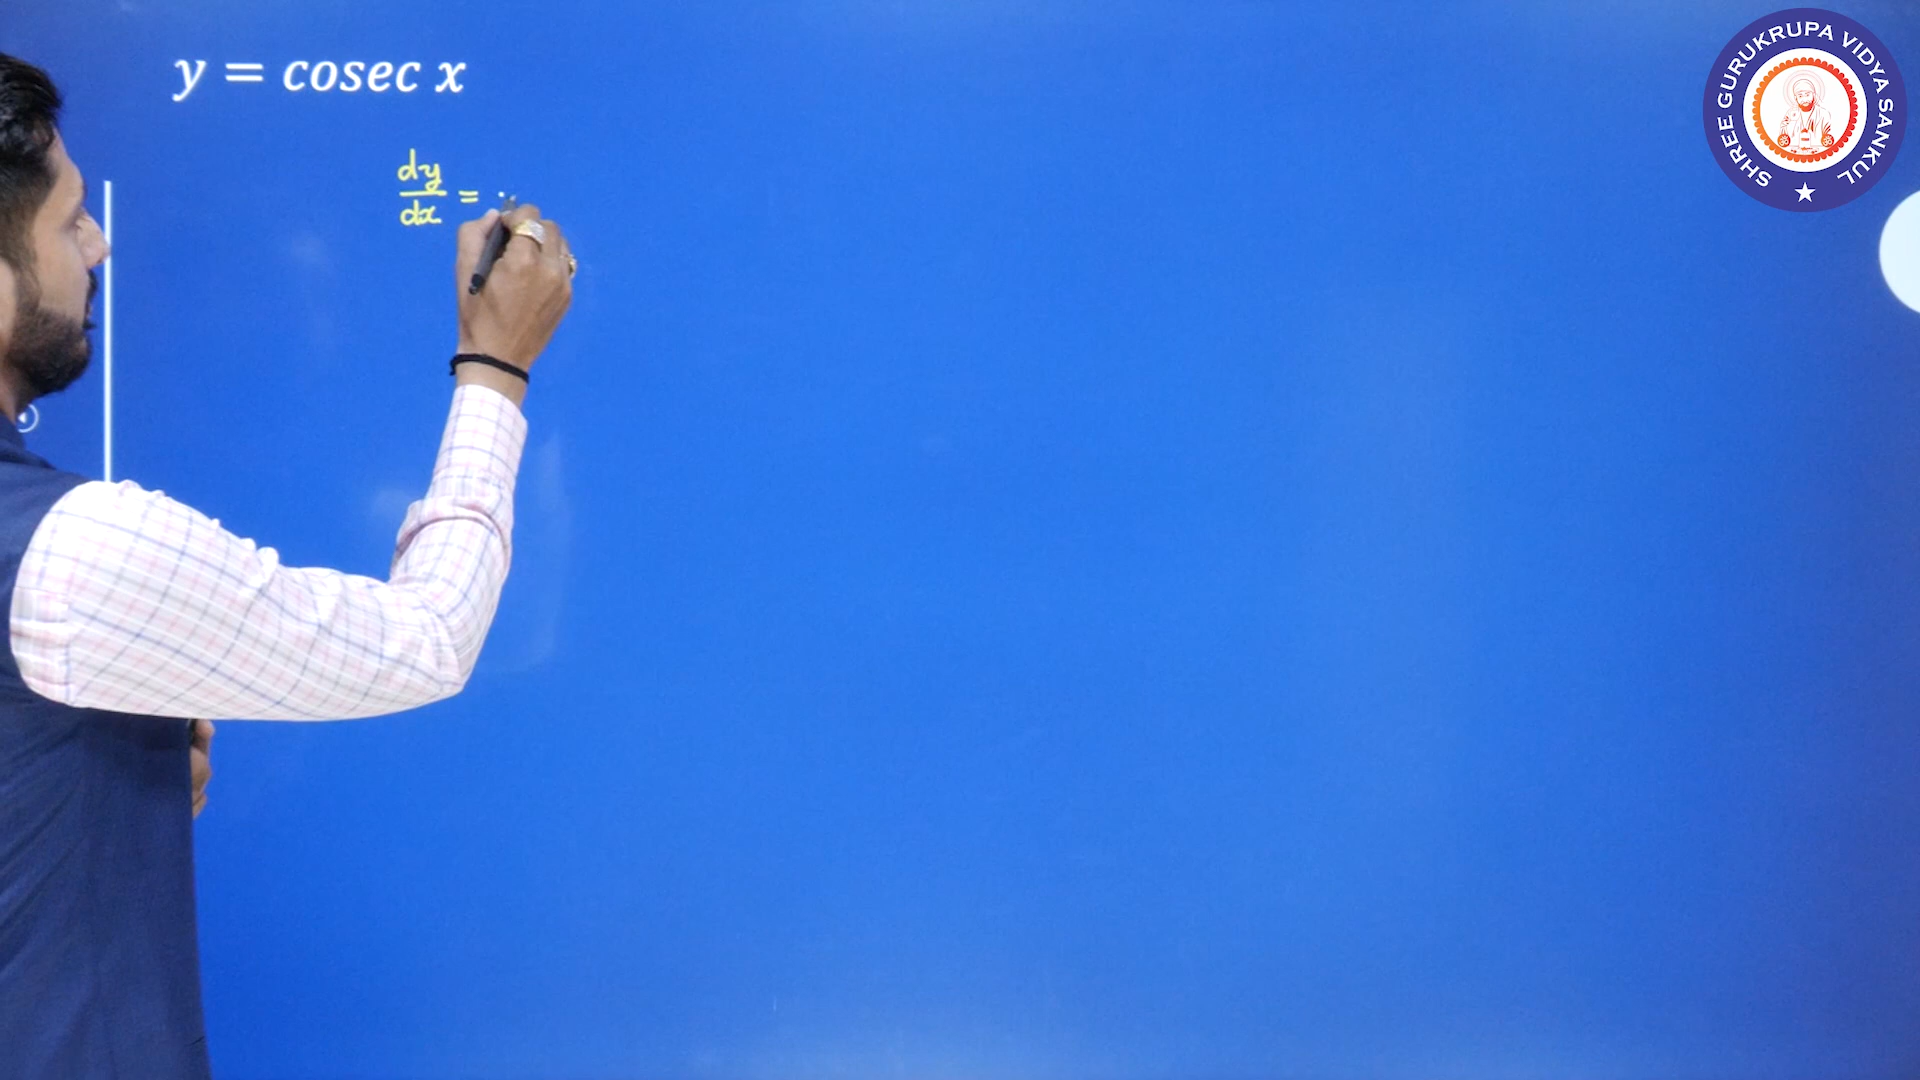 y = cosec x
dy
dx =
SHREE GURUKRUPA VIDYA SANKUL